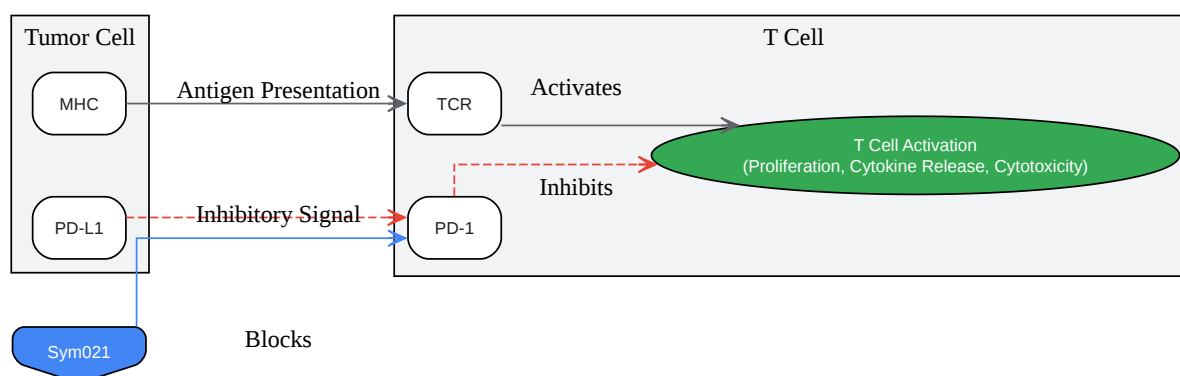 Tumor Cell
T Cell
MHC
Antigen Presentation
TCR
Activates
T Cell Activation
(Proliferation, Cytokine Release, Cytotoxicity)
Inhibits
PD-L1
Inhibitory Signal
PD-1
Sym021
Blocks